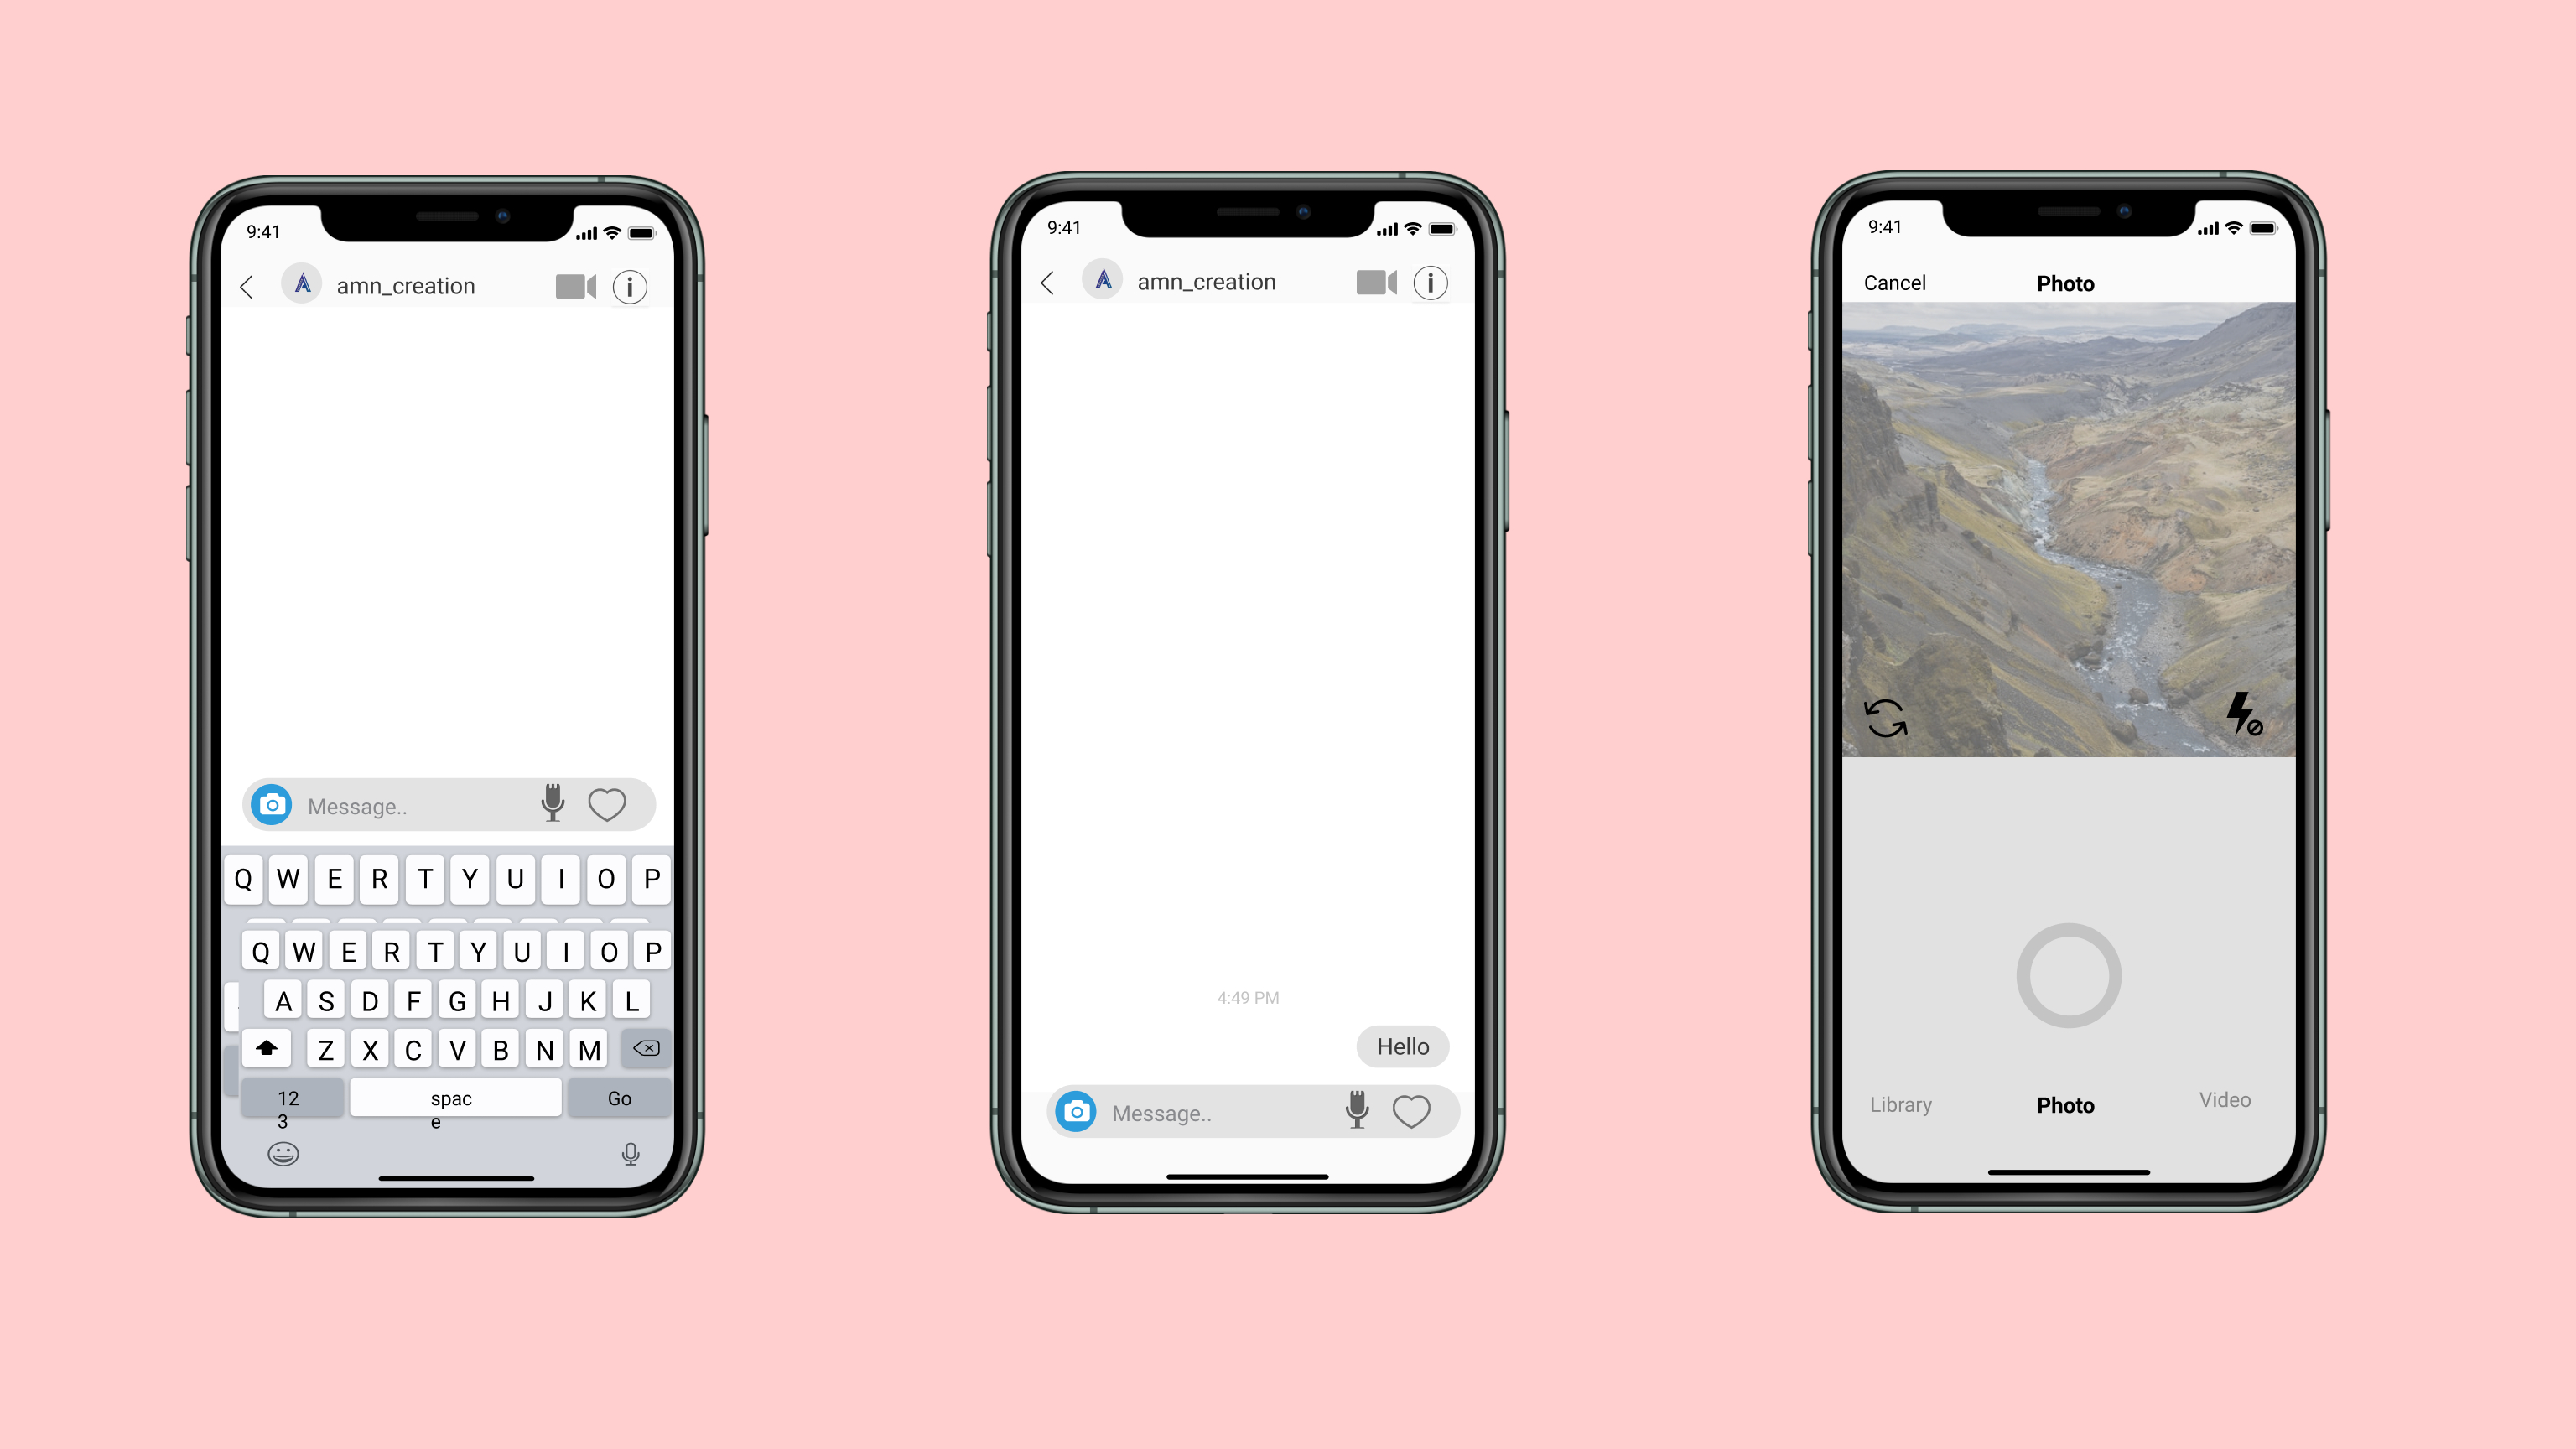 9:41
amn_creation
Message..
Q W E R T Y U I O P
Q W E R T Y U I O P
A S D F G H J K L
Z X C V B N M
12
3
spac
e
Go
9:41
amn_creation
4:49 PM
Hello
Message..
9:41
Cancel
Photo
Library
Photo
Video